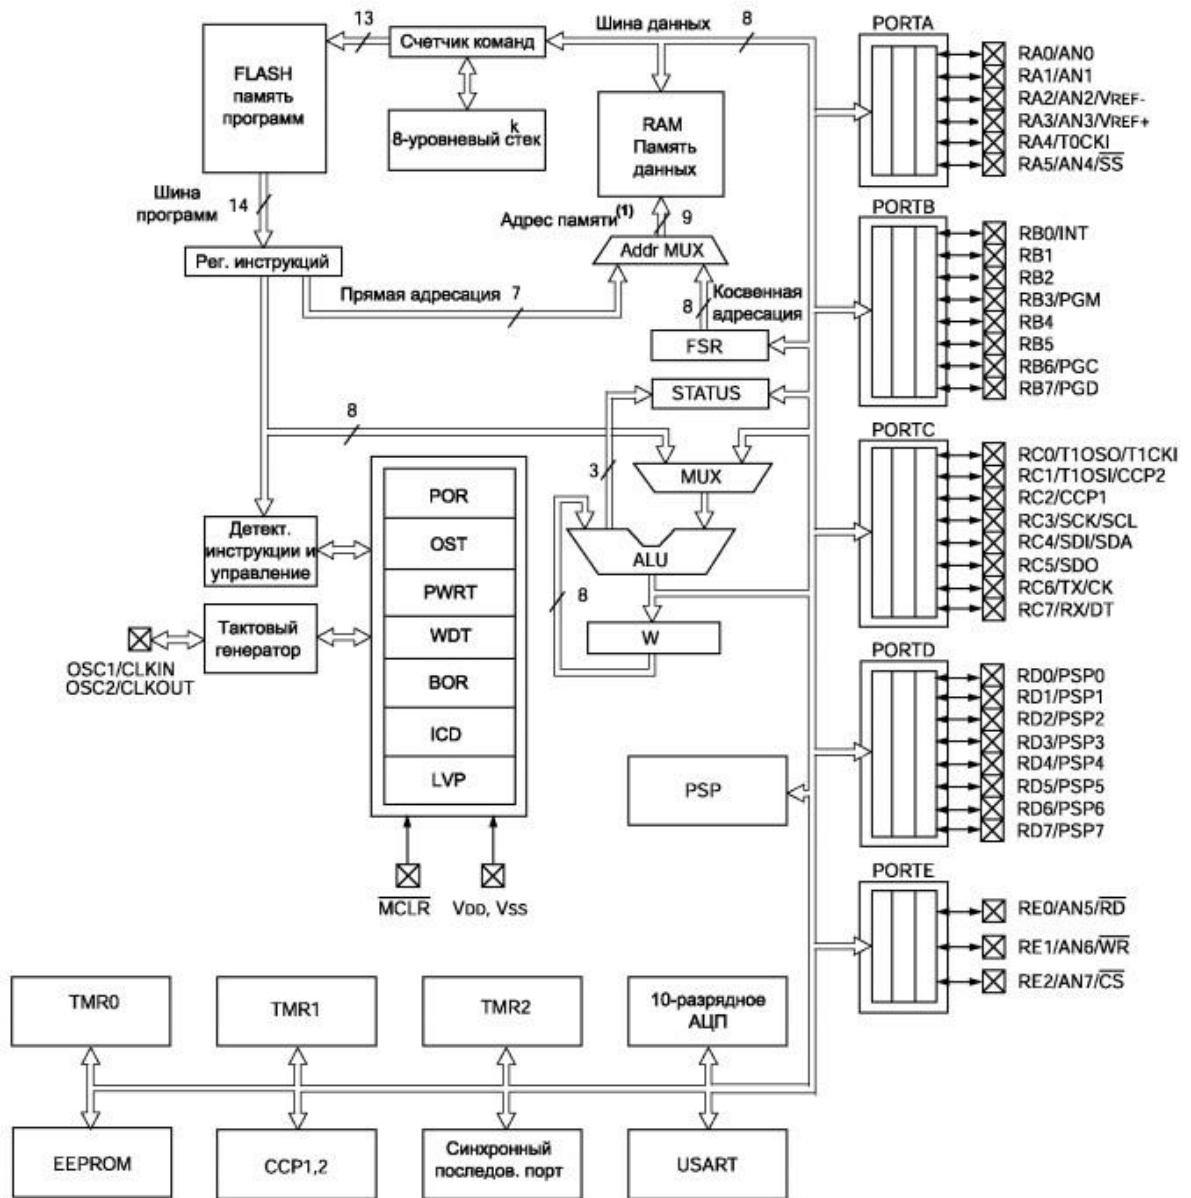 13
Шина данных
8
PORTA
FLASH
память
программ
Счетчик команд
8-уровневый стек
k
RAM
Память
данных
RA0/AN0
RA1/AN1
RA2/AN2/VREF-
RA3/AN3/VREF+
RA4/T0CKI
RA5/AN4/SS
Шина
программ
14
Адрес памяти(1)
9
PORTB
Рег. инструкций
Addr MUX
RB0/INT
RB1
RB2
RB3/PGM
RB4
RB5
RB6/PGC
RB7/PGD
Прямая адресация
7
8
Косвенная
адресация
FSR
STATUS
8
3
MUX
PORTC
RC0/T1OSO/T1CKI
RC1/T1OSI/CCP2
RC2/CCP1
RC3/SCK/SCL
RC4/SDI/SDA
RC5/SDO
RC6/TX/CK
RC7/RX/DT
POR
OST
PWRT
WDT
BOR
ICD
LVP
Детект.
инструкции и
управление
ALU
8
W
Тактовый
генератор
OSC1/CLKIN
OSC2/CLKOUT
PORTD
RD0/PSP0
RD1/PSP1
RD2/PSP2
RD3/PSP3
RD4/PSP4
RD5/PSP5
RD6/PSP6
RD7/PSP7
PSP
MCLR
VDD, VSS
PORTE
RE0/AN5/RD
RE1/AN6/WR
RE2/AN7/CS
TMR0
TMR1
TMR2
10-разрядное
АЦП
EEPROM
CCP1,2
Синхронный
последов. порт
USART